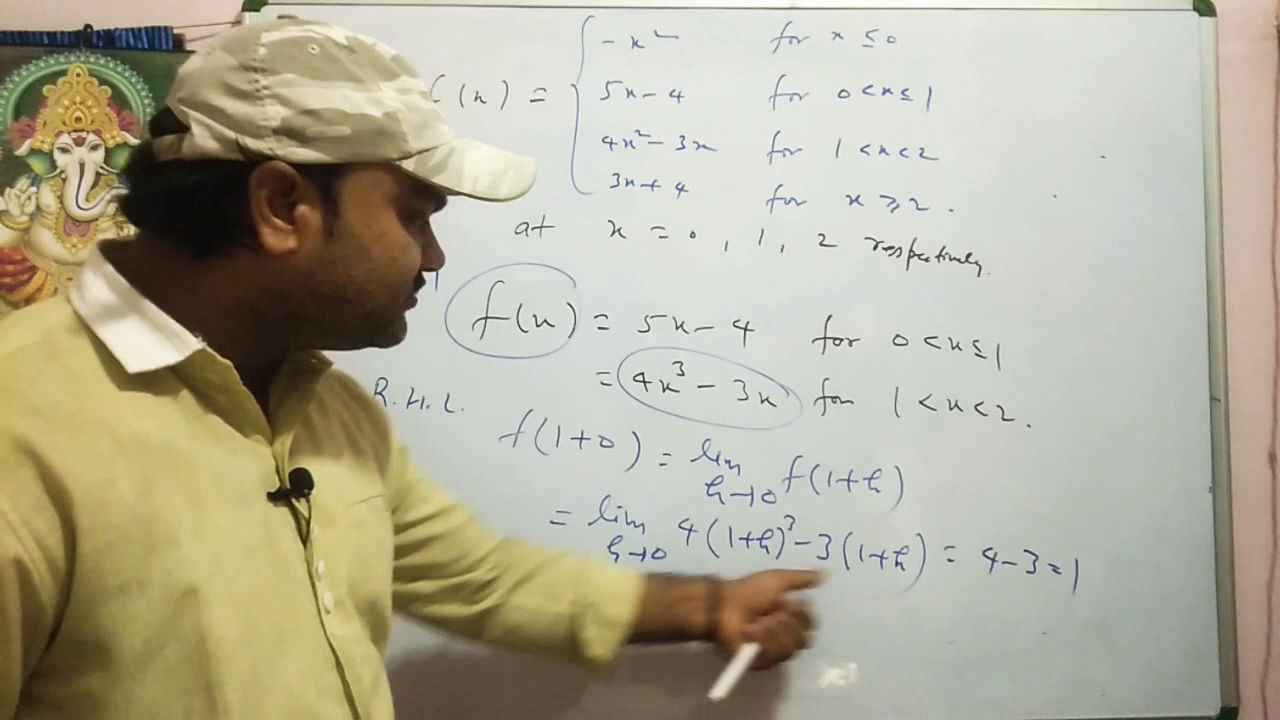 f(x) = { -x² for x ≤ 0
5x-4 for 0<x≤1
4x²-3x for 1<x<2
3x+4 for x ≥ 2.
at x = 0, 1, 2 respectively.
f(x) = 5x-4 for 0<x≤1
= 4x³-3x for 1<x<2.
R.H.L.
f(1+0) = lim h→0 f(1+h)
= lim h→0 4(1+h)³-3(1+h) = 4-3=1